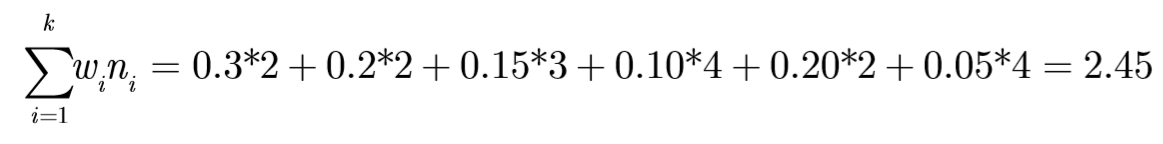 \sum_{i=1}^{k} w_i n_i = 0.3*2 + 0.2*2 + 0.15*3 + 0.10*4 + 0.20*2 + 0.05*4 = 2.45